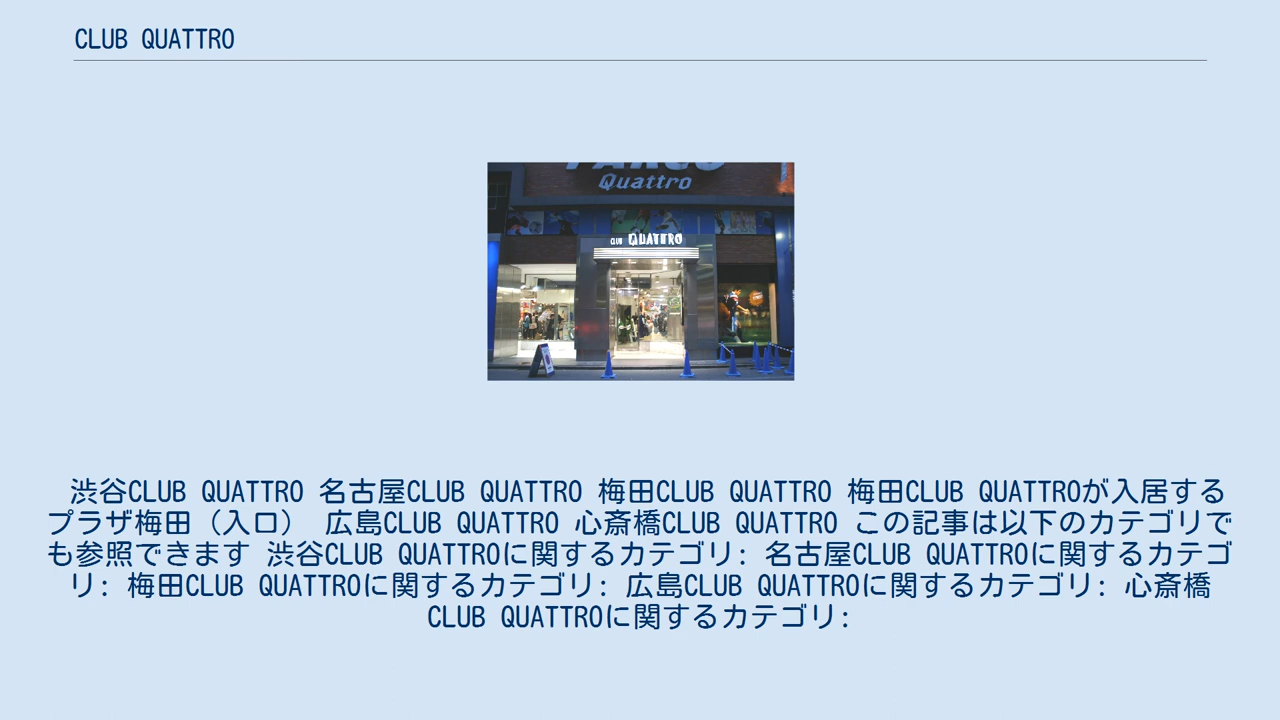 CLUB QUATTRO
Quattro
CLUB QUATTRO
渋谷CLUB QUATTRO 名古屋CLUB QUATTRO 梅田CLUB QUATTRO 梅田CLUB QUATTROが入居する
プラザ梅田（入口） 広島CLUB QUATTRO 心斎橋CLUB QUATTRO この記事は以下のカテゴリで
も参照できます 渋谷CLUB QUATTROに関するカテゴリ: 名古屋CLUB QUATTROに関するカテゴ
リ: 梅田CLUB QUATTROに関するカテゴリ: 広島CLUB QUATTROに関するカテゴリ: 心斎橋
CLUB QUATTROに関するカテゴリ: